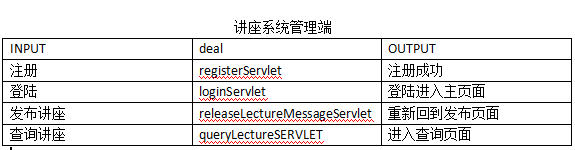 讲座系统管理端
INPUT deal OUTPUT
注册 registerServlet 注册成功
登陆 loginServlet 登陆进入主页面
发布讲座 releaseLectureMessageServlet 重新回到发布页面
查询讲座 queryLectureSERVLET 进入查询页面